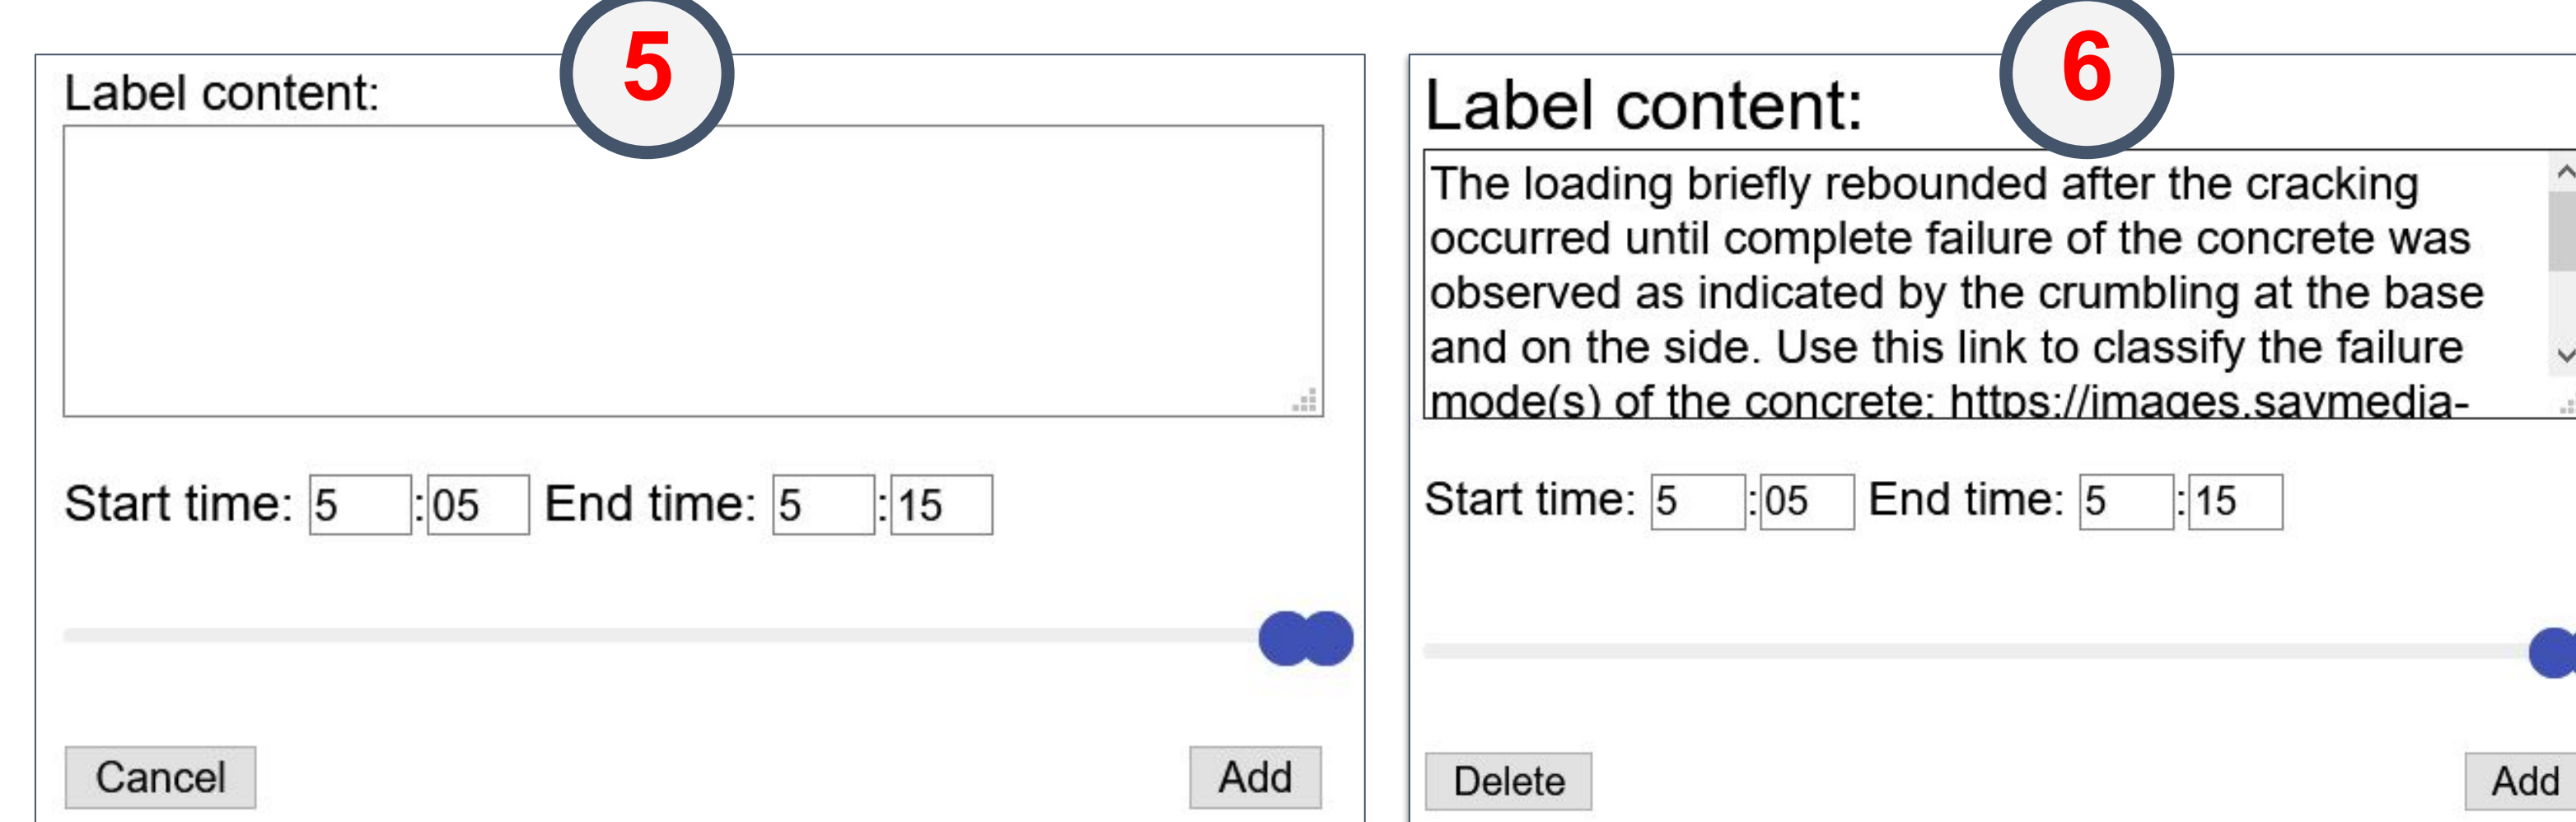 5
Label content:
Start time: 5 :05 End time: 5 :15
Cancel Add
6
Label content:
The loading briefly rebounded after the cracking
occurred until complete failure of the concrete was
observed as indicated by the crumbling at the base
and on the side. Use this link to classify the failure
mode(s) of the concrete: https://images.saymedia-
Start time: 5 :05 End time: 5 :15
Delete Add